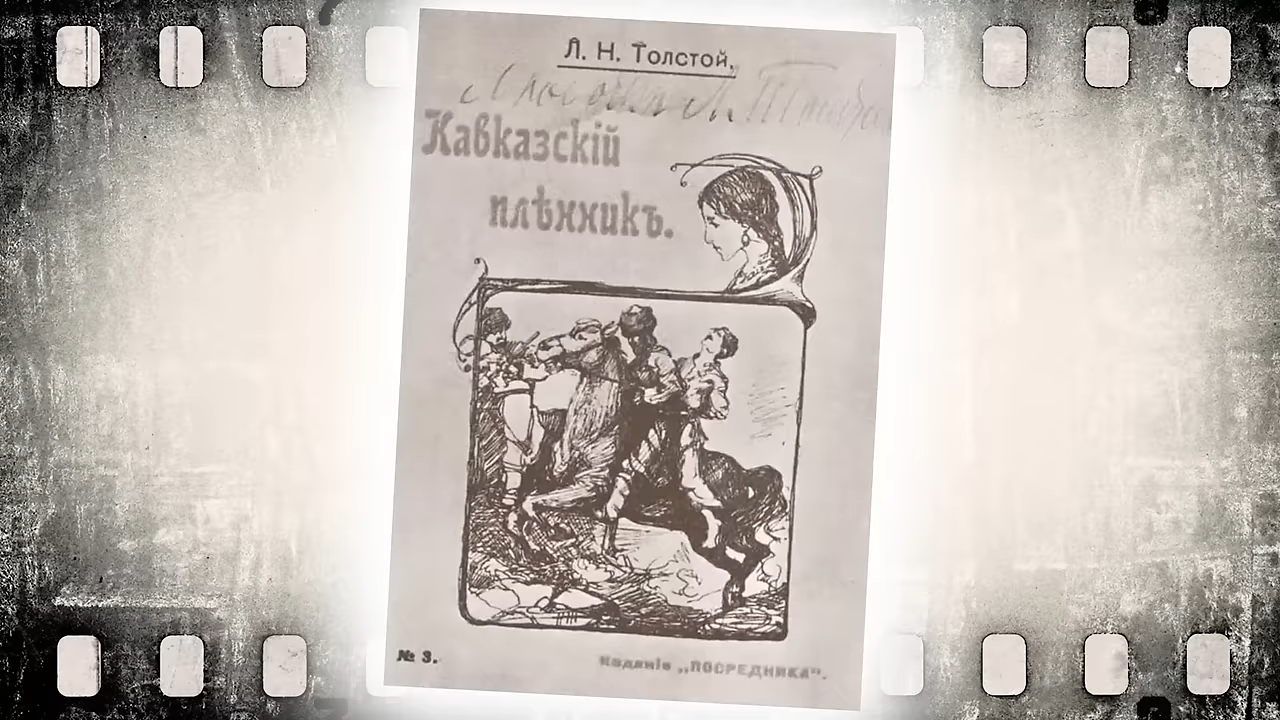 Л. Н. Толстой,
Кавказскій
плѣнникъ.
№ 3.
Изданіе „ПОСРЕДНИКА“.